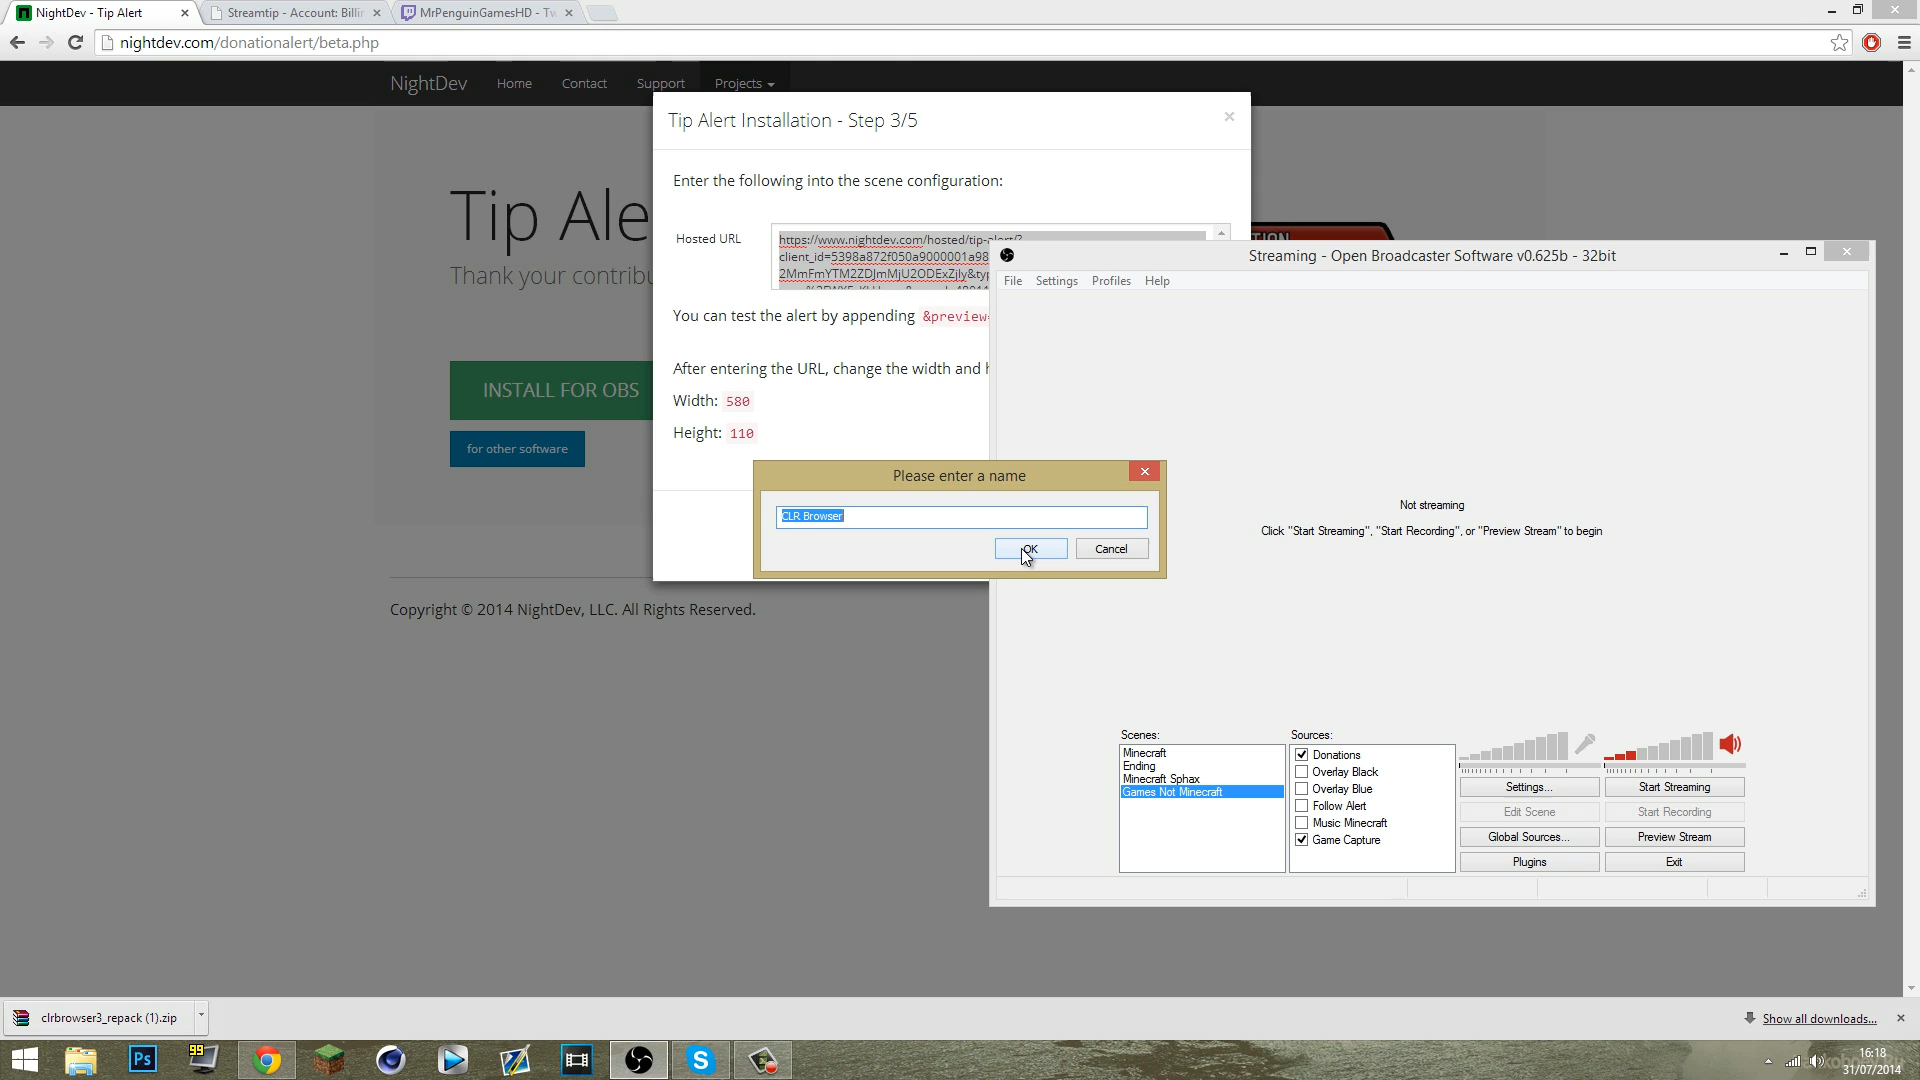 NightDev - Tip Alert
Streamtip - Account: Billin
MrPenguinGamesHD - Tw
nightdev.com/donationalert/beta.php
NightDev Home Contact Support Projects
Tip Alert Installation - Step 3/5
Enter the following into the scene configuration:
Hosted URL
https://www.nightdev.com/hosted/tip-alert/?
client_id=5398a872f050a9000001a98
2MmFmYTM2ZDJmMjU2ODExZjIy&typ
You can test the alert by appending &preview=
After entering the URL, change the width and h
Width: 580
Height: 110
Tip Ale
Thank your contribu
INSTALL FOR OBS
for other software
Copyright © 2014 NightDev, LLC. All Rights Reserved.
Please enter a name
CLR Browser
OK
Cancel
Streaming - Open Broadcaster Software v0.625b - 32bit
File Settings Profiles Help
Not streaming
Click "Start Streaming", "Start Recording", or "Preview Stream" to begin
Scenes:
Minecraft
Ending
Minecraft Sphax
Games Not Minecraft
Sources:
Donations
Overlay Black
Overlay Blue
Follow Alert
Music Minecraft
Game Capture
Settings... Start Streaming
Edit Scene Start Recording
Global Sources... Preview Stream
Plugins Exit
clrbrowser3_repack (1).zip
Show all downloads...
Ps
99
S
16:18
31/07/2014